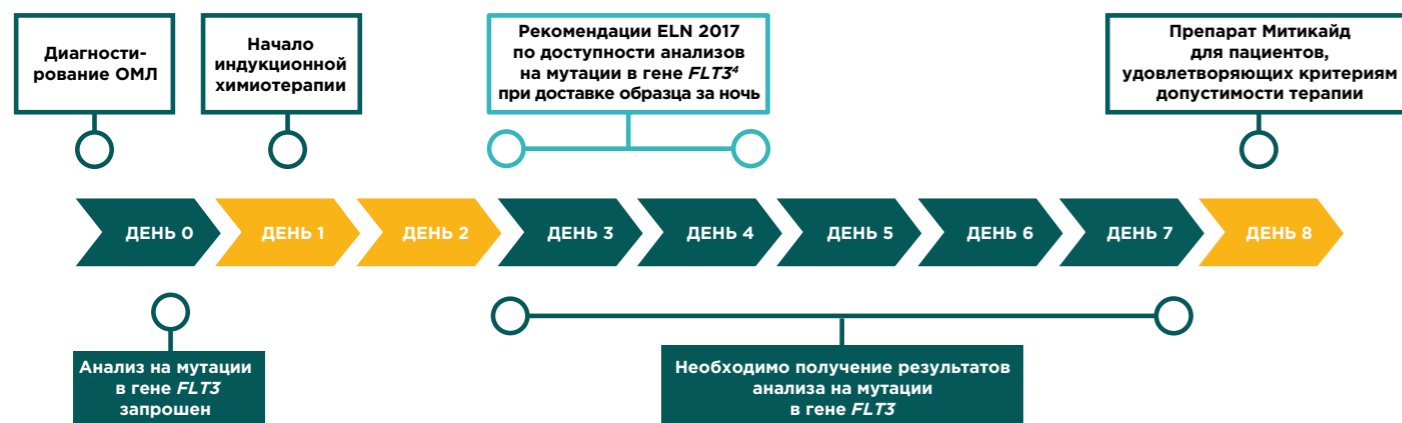 Диагности-
рование ОМЛ
Начало
индукционной
химиотерапии
Рекомендации ELN 2017
по доступности анализов
на мутации в гене FLT3⁴
при доставке образца за ночь
Препарат Митикайд
для пациентов,
удовлетворяющих критериям
допустимости терапии
ДЕНЬ 0
ДЕНЬ 1
ДЕНЬ 2
ДЕНЬ 3
ДЕНЬ 4
ДЕНЬ 5
ДЕНЬ 6
ДЕНЬ 7
ДЕНЬ 8
Анализ на мутации
в гене FLT3
запрошен
Необходимо получение результатов
анализа на мутации
в гене FLT3